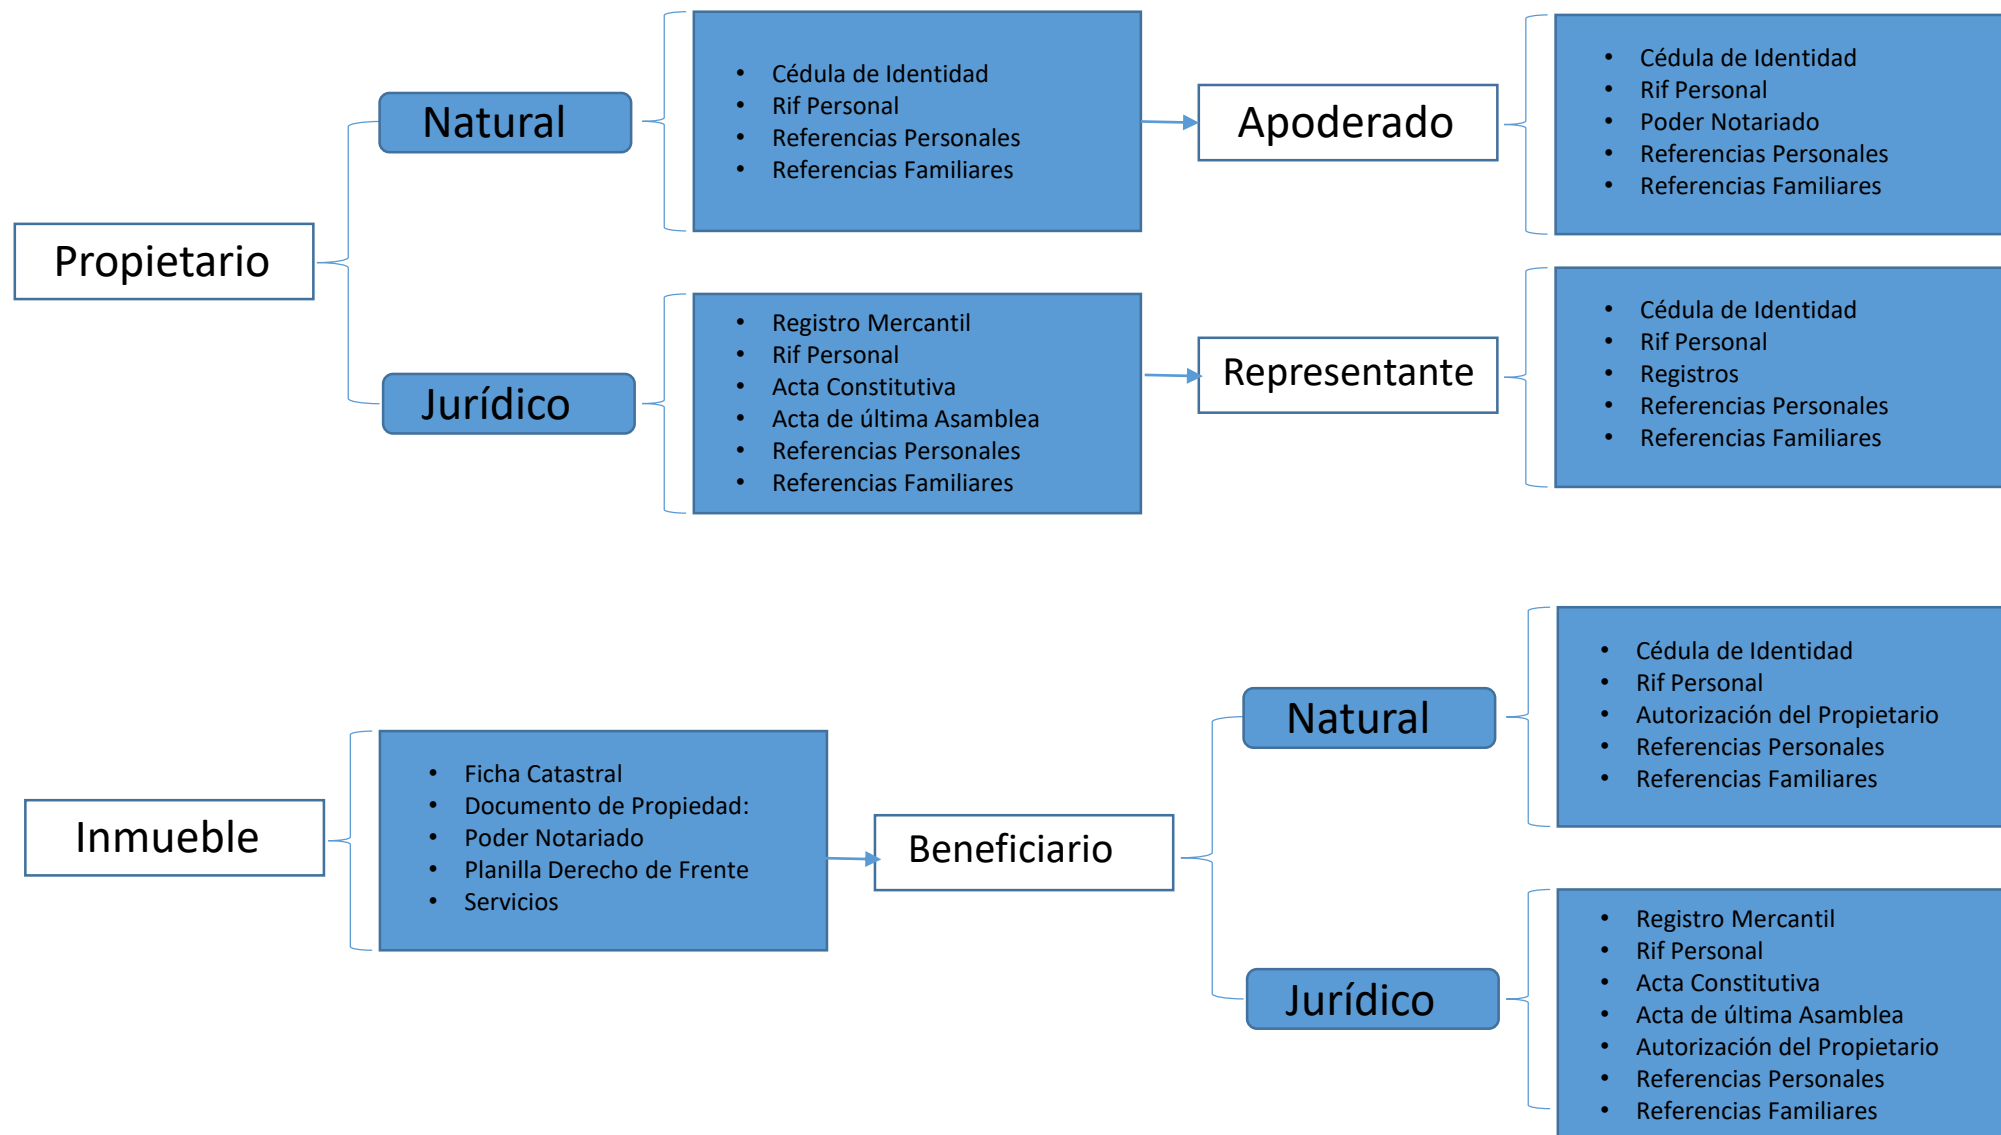 Propietario
Natural
• Cédula de Identidad
• Rif Personal
• Referencias Personales
• Referencias Familiares
Apoderado
• Cédula de Identidad
• Rif Personal
• Poder Notariado
• Referencias Personales
• Referencias Familiares
Jurídico
• Registro Mercantil
• Rif Personal
• Acta Constitutiva
• Acta de última Asamblea
• Referencias Personales
• Referencias Familiares
Representante
• Cédula de Identidad
• Rif Personal
• Registros
• Referencias Personales
• Referencias Familiares
Inmueble
• Ficha Catastral
• Documento de Propiedad:
• Poder Notariado
• Planilla Derecho de Frente
• Servicios
Beneficiario
Natural
• Cédula de Identidad
• Rif Personal
• Autorización del Propietario
• Referencias Personales
• Referencias Familiares
Jurídico
• Registro Mercantil
• Rif Personal
• Acta Constitutiva
• Acta de última Asamblea
• Autorización del Propietario
• Referencias Personales
• Referencias Familiares